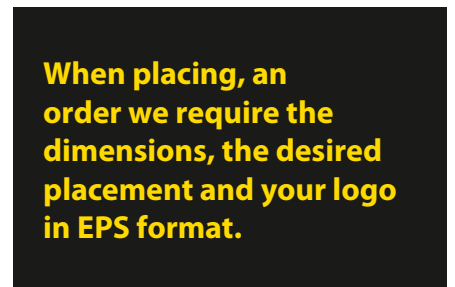 When placing, an
order we require the
dimensions, the desired
placement and your logo
in EPS format.